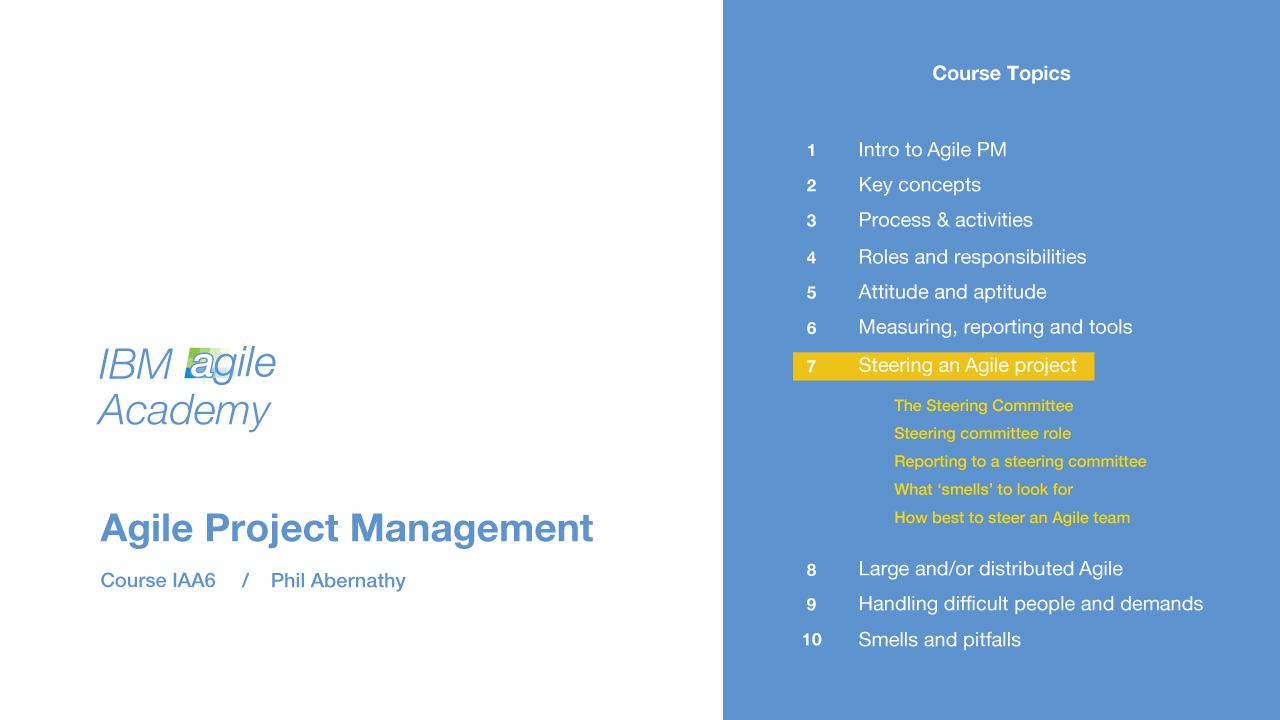 IBM agile
Academy
Agile Project Management
Course IAA6 / Phil Abernathy
Course Topics
1 Intro to Agile PM
2 Key concepts
3 Process & activities
4 Roles and responsibilities
5 Attitude and aptitude
6 Measuring, reporting and tools
7 Steering an Agile project
The Steering Committee
Steering committee role
Reporting to a steering committee
What ‘smells’ to look for
How best to steer an Agile team
8 Large and/or distributed Agile
9 Handling difficult people and demands
10 Smells and pitfalls